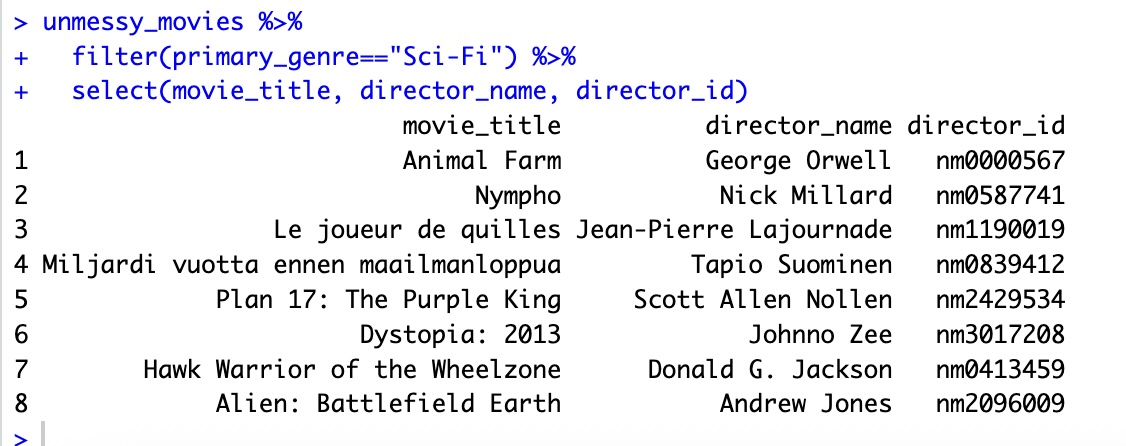 > unmessy_movies %>%
+   filter(primary_genre=="Sci-Fi") %>%
+   select(movie_title, director_name, director_id)
                        movie_title          director_name director_id
1                       Animal Farm          George Orwell   nm0000567
2                            Nympho           Nick Millard   nm0587741
3               Le joueur de quilles Jean-Pierre Lajournade   nm1190019
4 Miljardi vuotta ennen maailmanloppua         Tapio Suominen   nm0839412
5           Plan 17: The Purple King     Scott Allen Nollen   nm2429534
6                     Dystopia: 2013             Johnno Zee   nm3017208
7      Hawk Warrior of the Wheelzone      Donald G. Jackson   nm0413459
8           Alien: Battlefield Earth           Andrew Jones   nm2096009
>